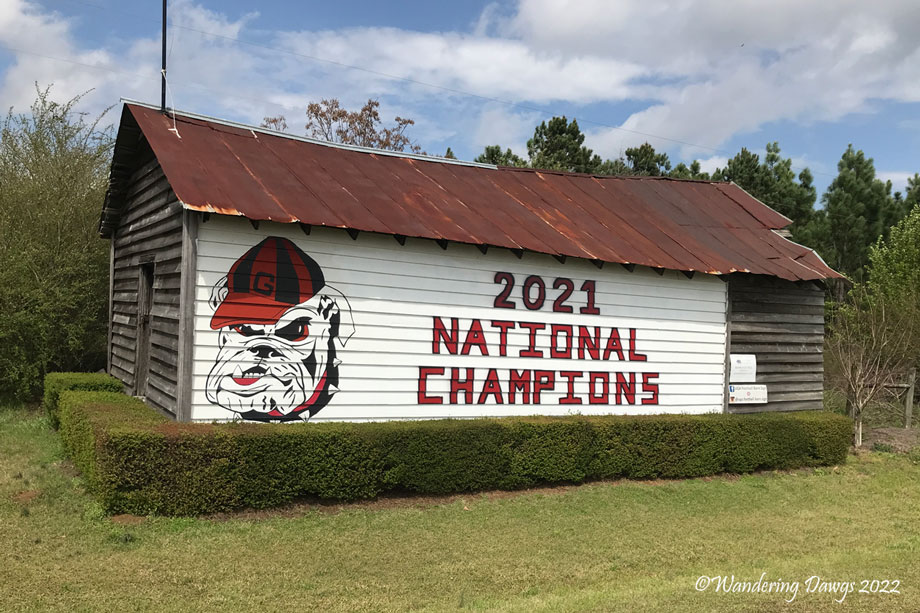 G
2021
NATIONAL
CHAMPIONS
©Wandering Dawgs 2022